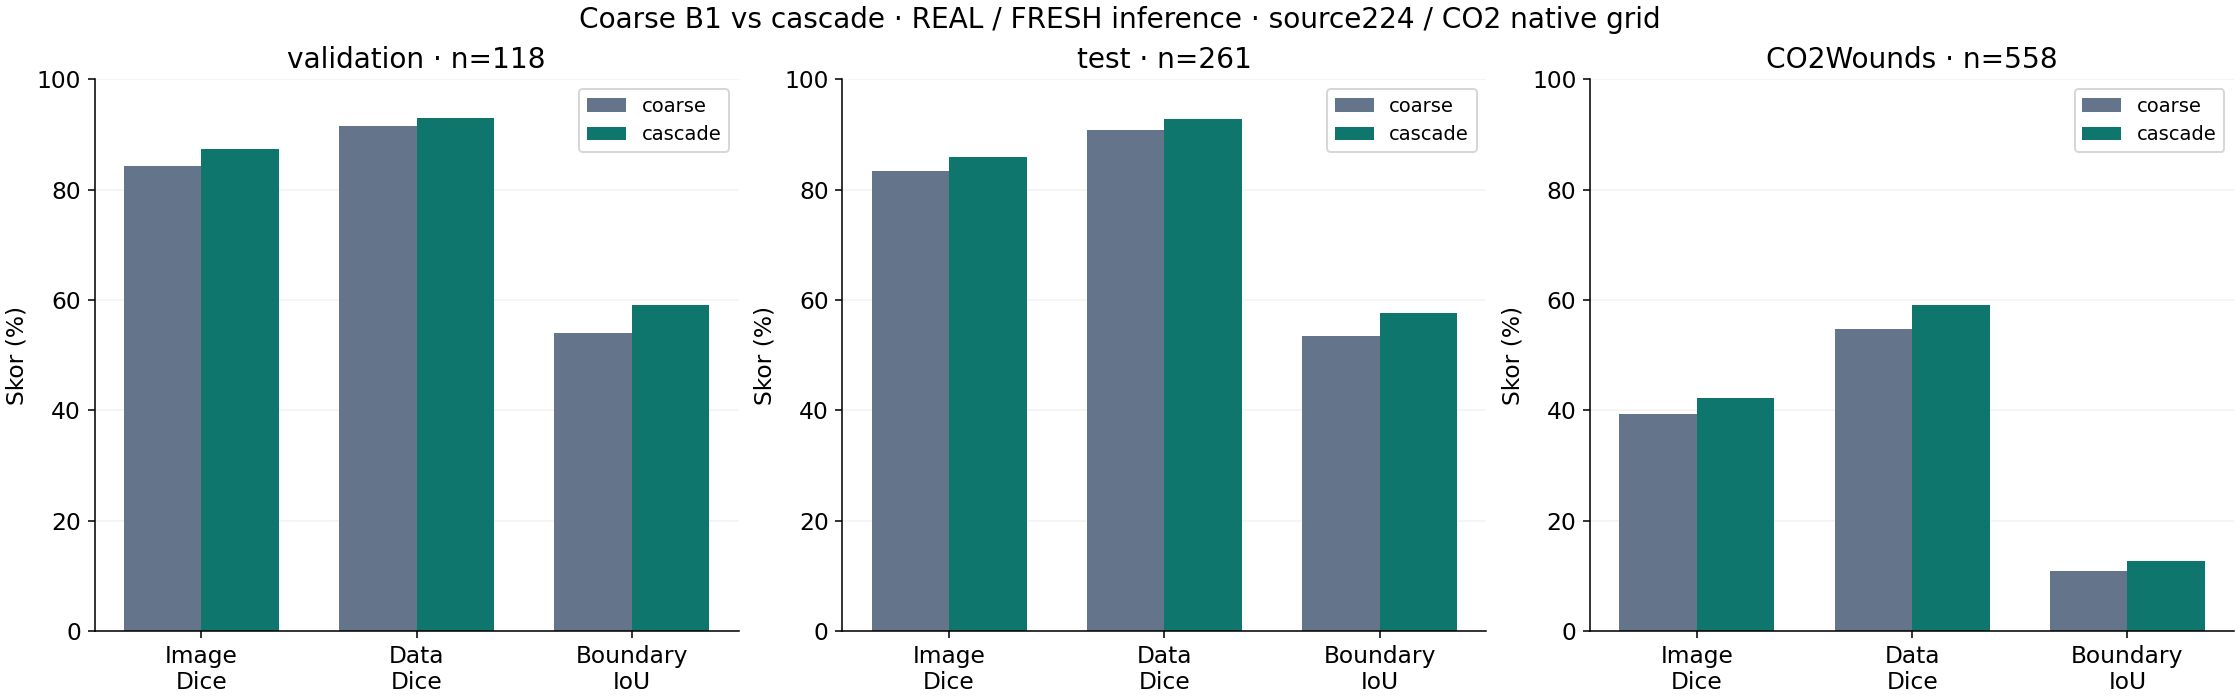 Coarse B1 vs cascade · REAL / FRESH inference · source224 / CO2 native grid
validation · n=118
Skor (%)
100
80
60
40
20
0
coarse
cascade
Image
Dice
Data
Dice
Boundary
IoU
test · n=261
Skor (%)
100
80
60
40
20
0
coarse
cascade
Image
Dice
Data
Dice
Boundary
IoU
CO2Wounds · n=558
Skor (%)
100
80
60
40
20
0
coarse
cascade
Image
Dice
Data
Dice
Boundary
IoU